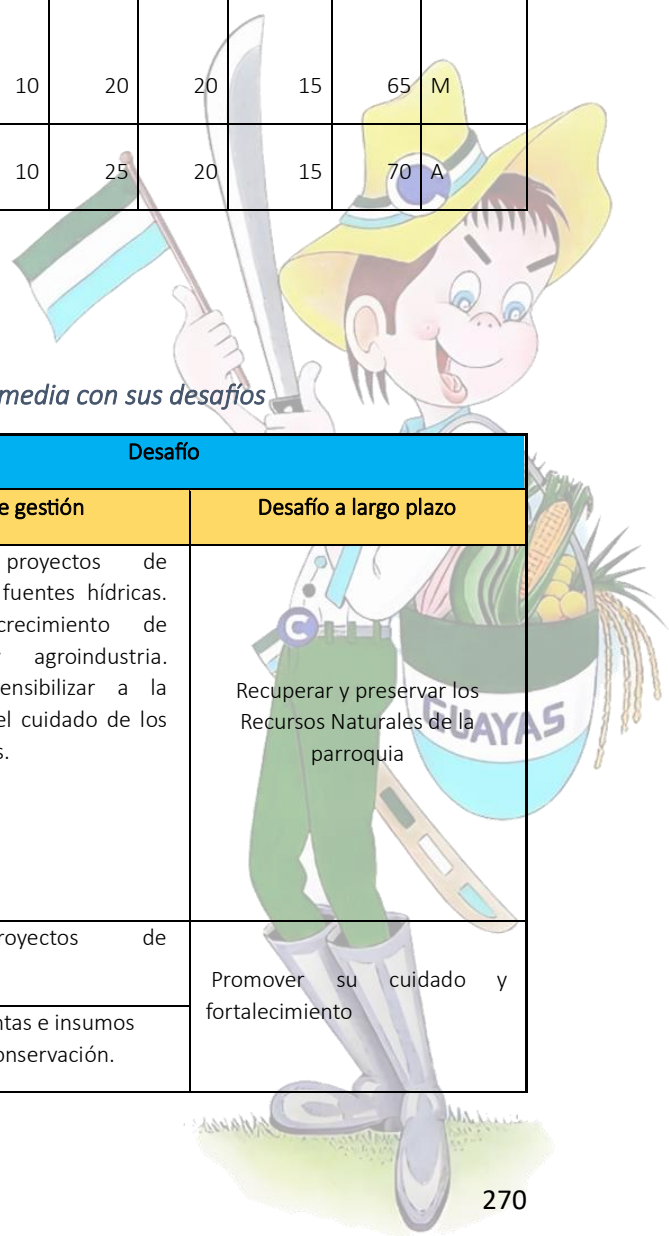 10 20 20 15 65 M
10 25 20 15 70 A
media con sus desafíos
Desafío
e gestión Desafío a largo plazo
proyectos de
fuentes hídricas.
crecimiento de
agroindustria.
ensibilizar a la
el cuidado de los
s.
Recuperar y preservar los
Recursos Naturales de la
parroquia
royectos de
ntas e insumos
onservación.
Promover su cuidado y
fortalecimiento
C
GUAYAS
270